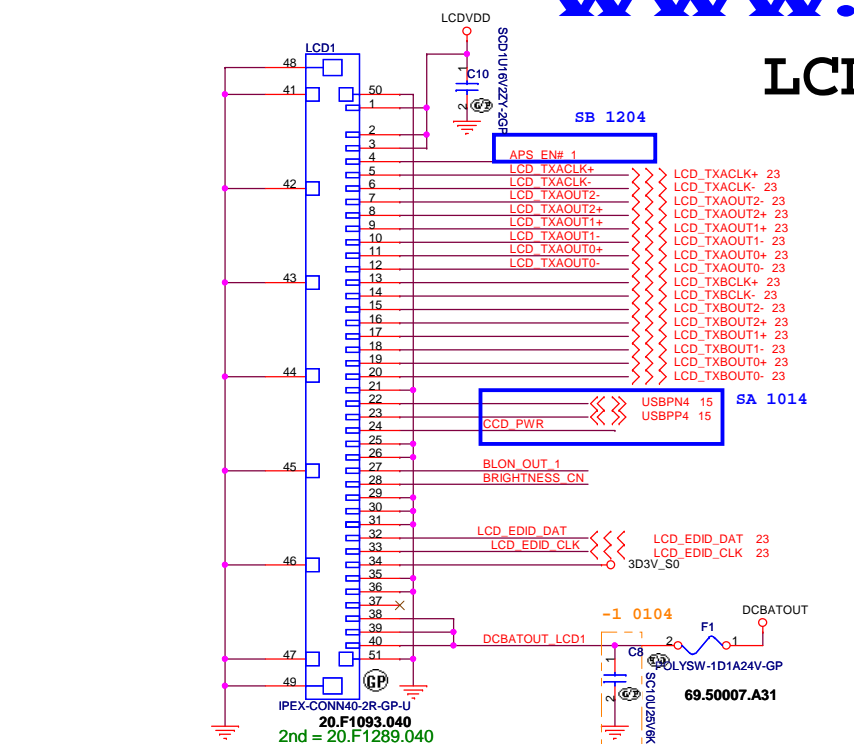 WWW.
LCDVDD
LCD1
LCD
SCD1U16V2ZY-2GP
C10
1
2
GP
SB 1204
48
41
42
43
44
45
46
47
49
50
1
2
3
4 APS_EN#_1
5 LCD_TXACLK+ LCD_TXACLK+ 23
6 LCD_TXACLK- LCD_TXACLK- 23
7 LCD_TXAOUT2- LCD_TXAOUT2- 23
8 LCD_TXAOUT2+ LCD_TXAOUT2+ 23
9 LCD_TXAOUT1+ LCD_TXAOUT1+ 23
10 LCD_TXAOUT1- LCD_TXAOUT1- 23
11 LCD_TXAOUT0+ LCD_TXAOUT0+ 23
12 LCD_TXAOUT0- LCD_TXAOUT0- 23
13 LCD_TXBCLK+ 23
14 LCD_TXBCLK- 23
15 LCD_TXBOUT2- 23
16 LCD_TXBOUT2+ 23
17 LCD_TXBOUT1+ 23
18 LCD_TXBOUT1- 23
19 LCD_TXBOUT0+ 23
20 LCD_TXBOUT0- 23
21
SA 1014
22 USBPN4 15
23 USBPP4 15
24 CCD_PWR
25
26
27 BLON_OUT_1
28 BRIGHTNESS_CN
29
30
31
32 LCD_EDID_DAT LCD_EDID_DAT 23
33 LCD_EDID_CLK LCD_EDID_CLK 23
34 3D3V_S0
35
36
37
38
39
40 DCBATOUT_LCD1
51
-1 0104
DCBATOUT
F1
2 1
POLYSW-1D1A24V-GP
69.50007.A31
C8
1
GP
SC10U25V6K
GP
IPEX-CONN40-2R-GP-U
20.F1093.040
2nd = 20.F1289.040